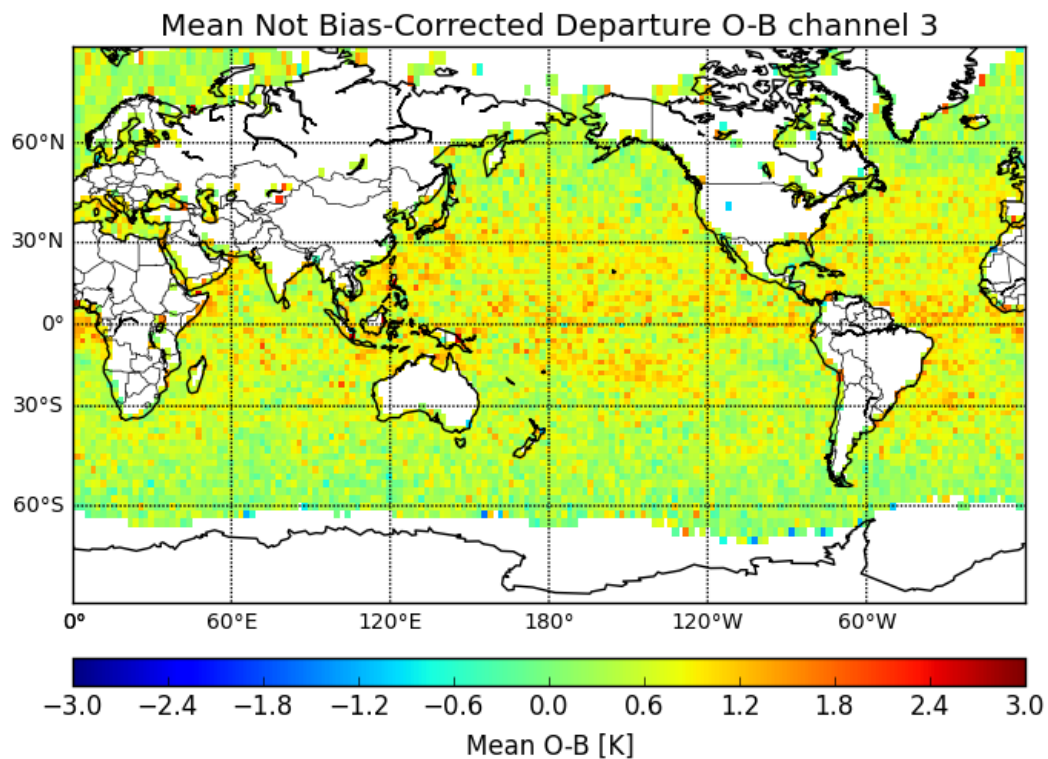 Mean Not Bias-Corrected Departure O-B channel 3
60°N
30°N
0°
30°S
60°S
0° 60°E 120°E 180° 120°W 60°W
−3.0 −2.4 −1.8 −1.2 −0.6 0.0 0.6 1.2 1.8 2.4 3.0
Mean O-B [K]